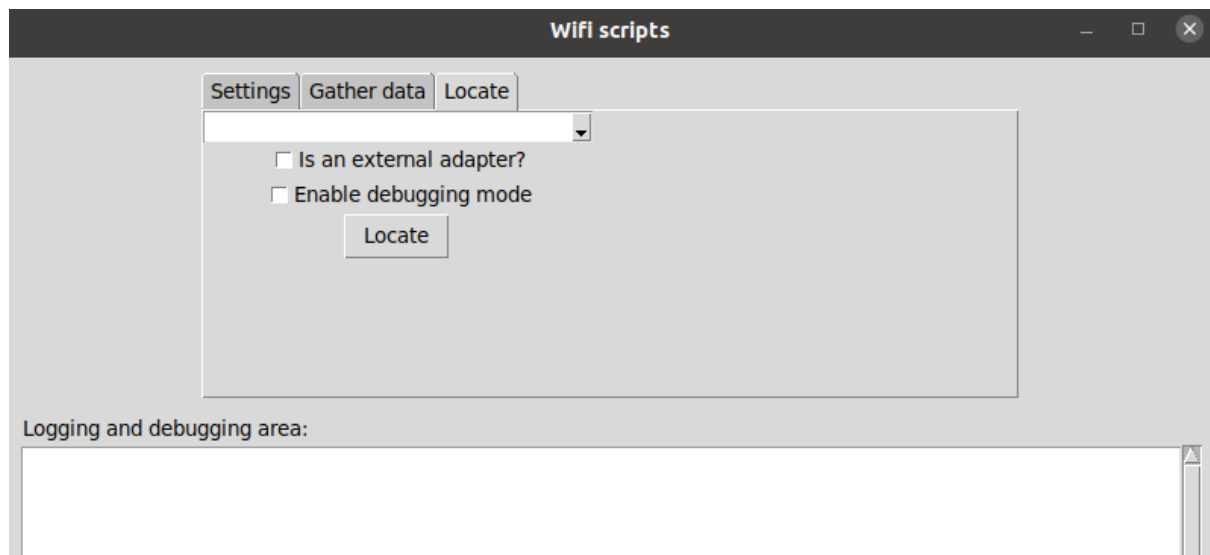 Wifi scripts
Settings Gather data Locate
Is an external adapter?
Enable debugging mode
Locate
Logging and debugging area: